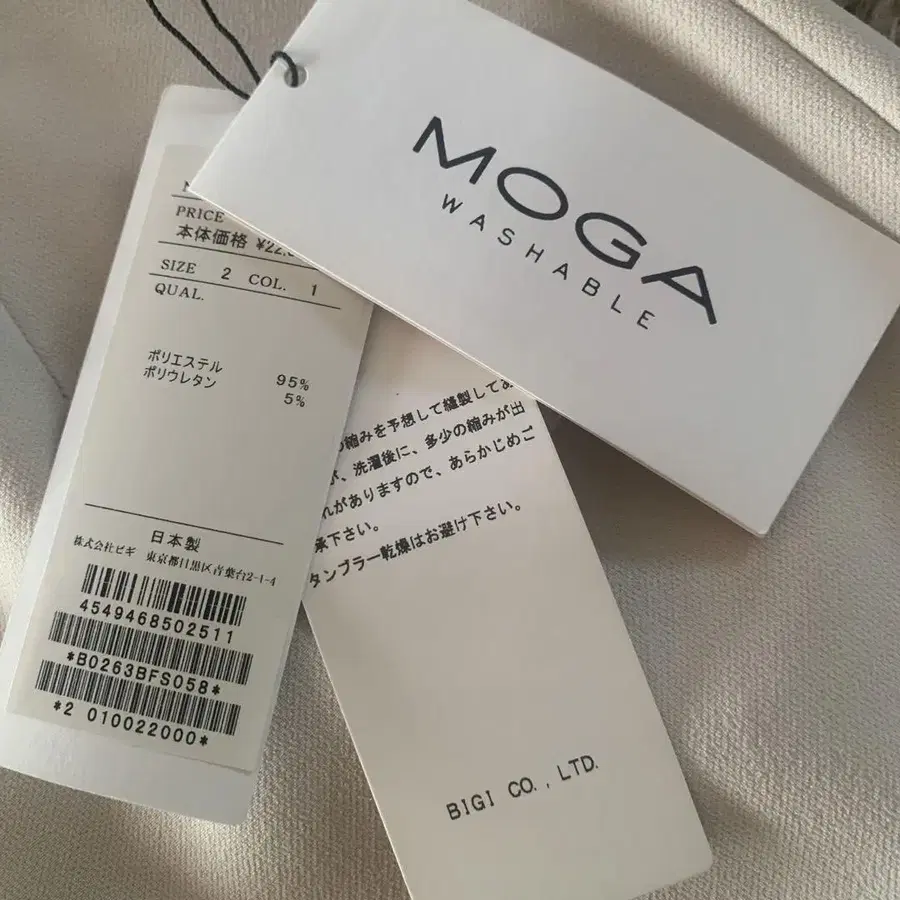 MOGA
WASHABLE
PRICE
本体価格 ¥22,
SIZE 2 COL. 1
QUAL.
ポリエステル 95%
ポリウレタン 5%
日本製
株式会社ビギ 東京都目黒区青葉台2-1-4
4549468502511
*B0263BFS058*
*2 010022000*
の縮みを予想して縫製してあ
、洗濯後に、多少の縮みが出
れがありますので、あらかじめご
承下さい。
タンブラー乾燥はお避け下さい。
BIGI CO.,LTD.